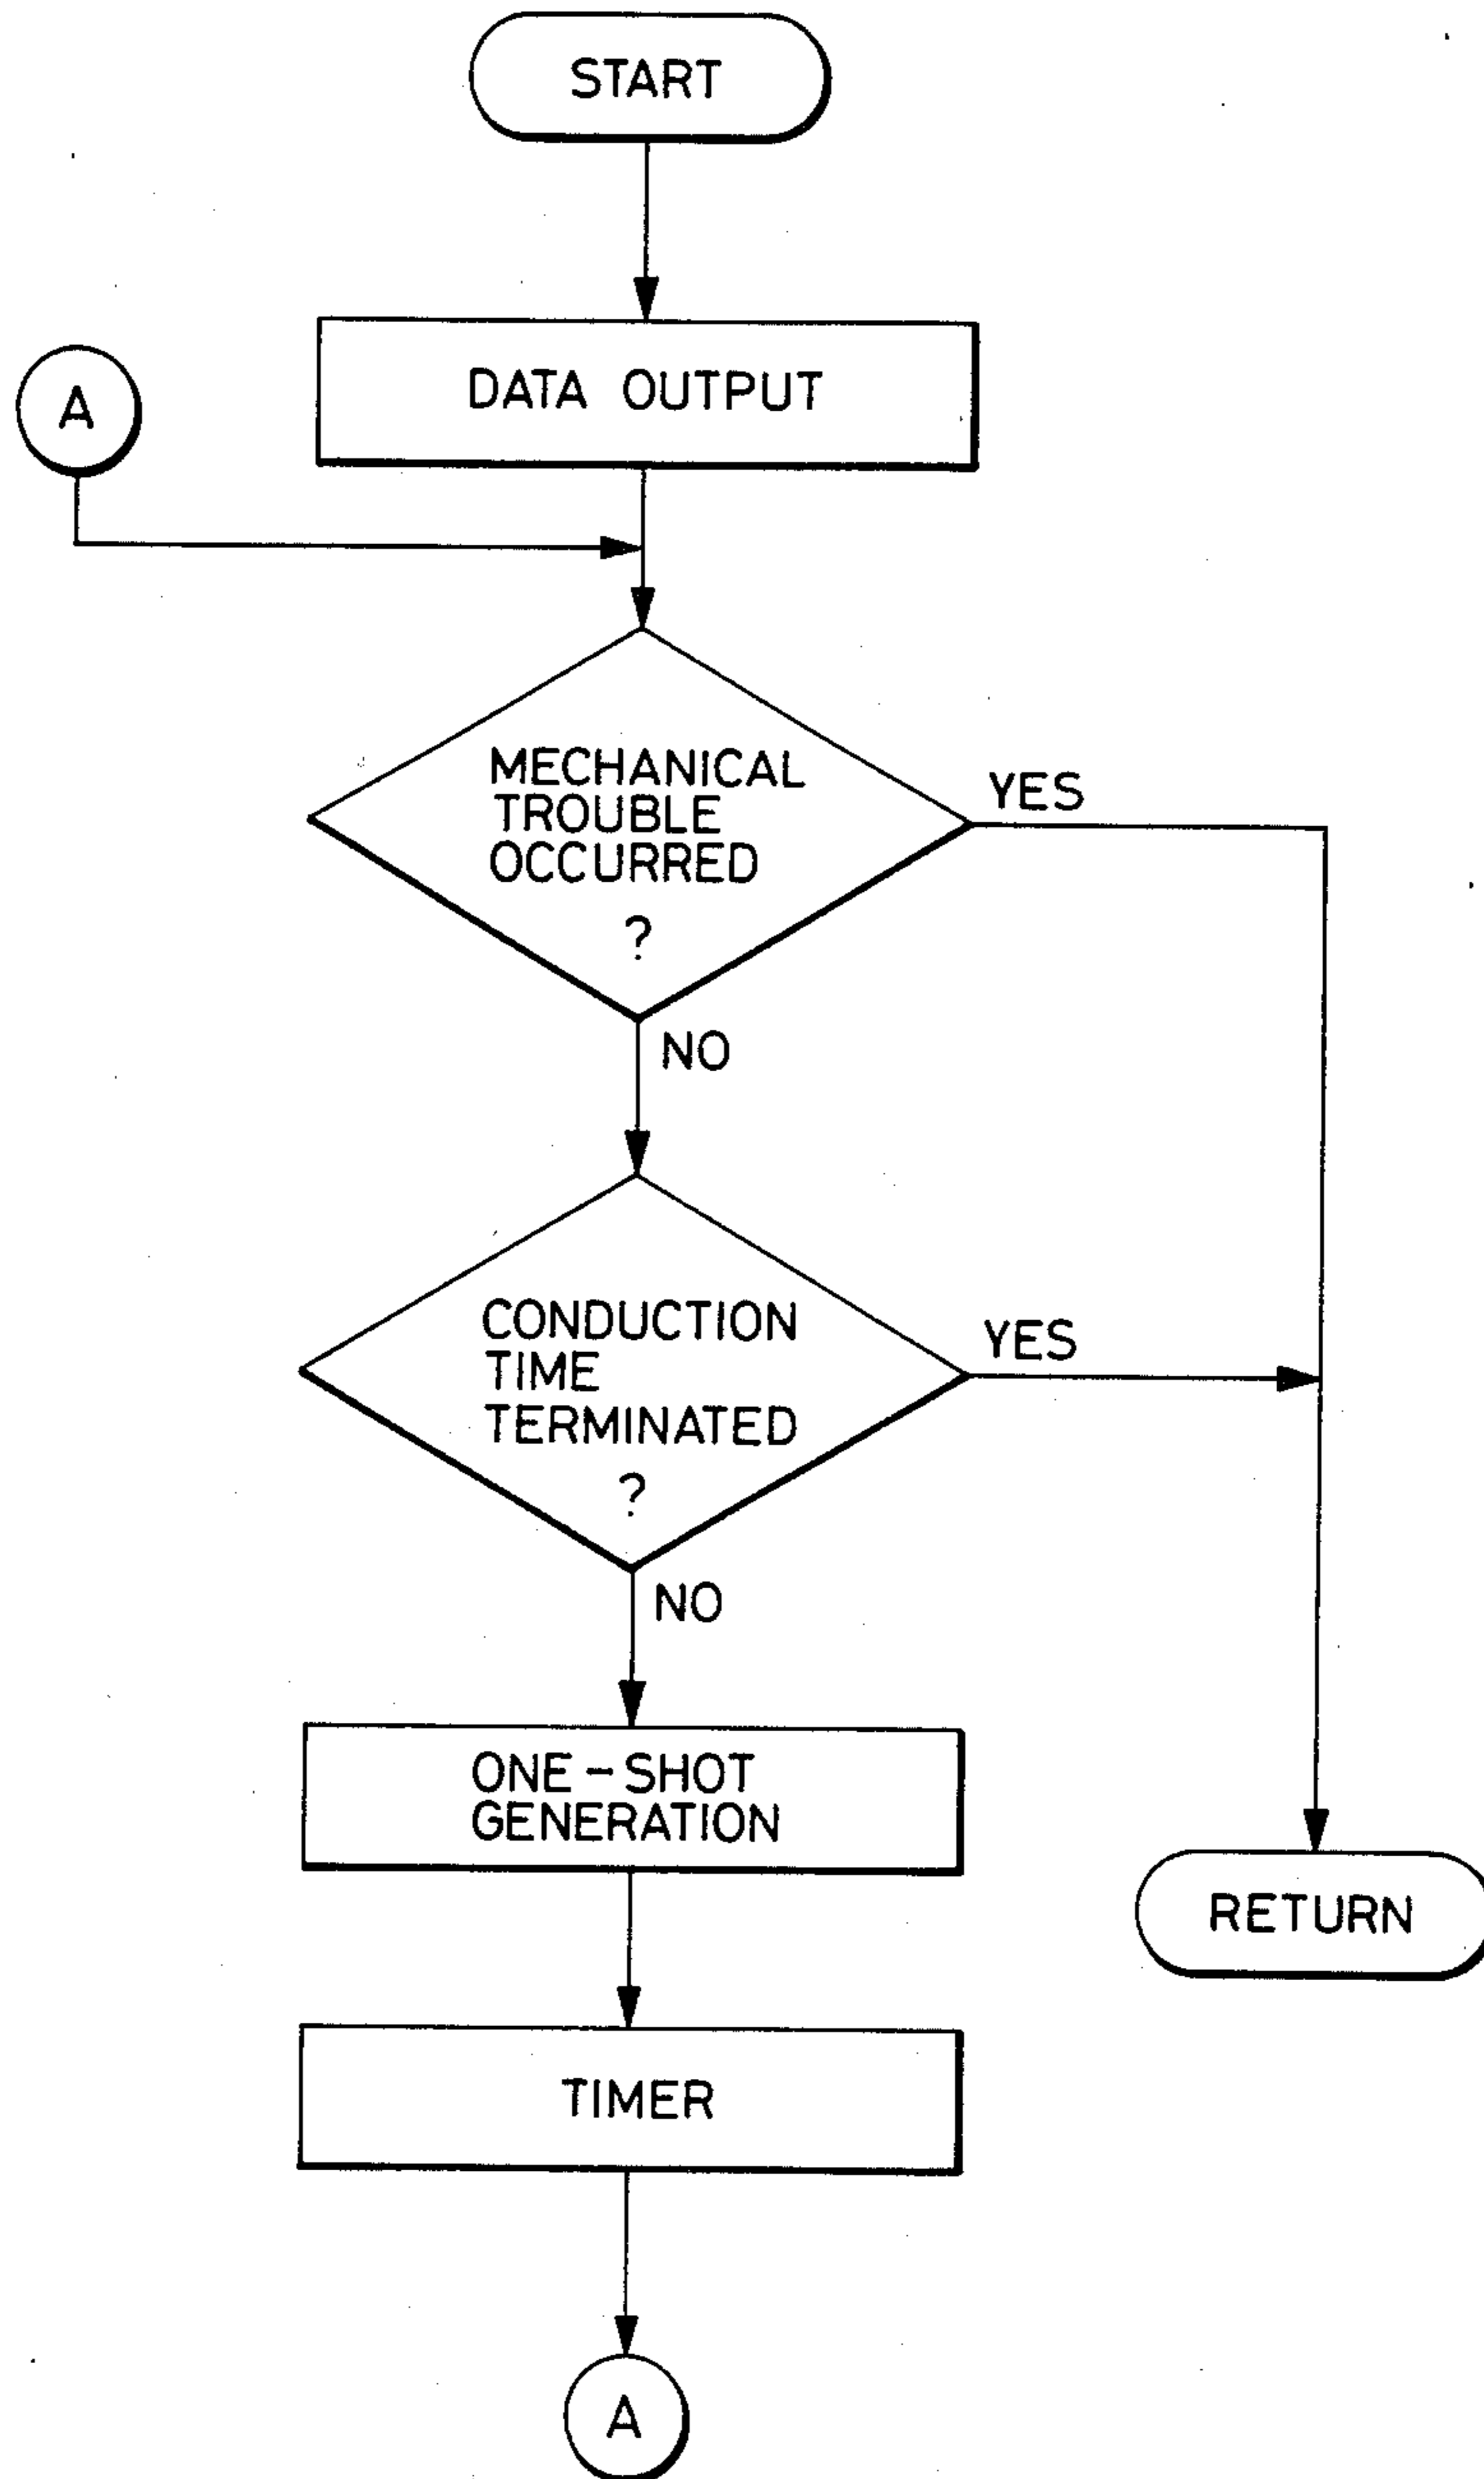 START
DATA OUTPUT
A
MECHANICAL
TROUBLE
OCCURRED
?
YES
NO
CONDUCTION
TIME
TERMINATED
?
YES
NO
ONE-SHOT
GENERATION
RETURN
TIMER
A